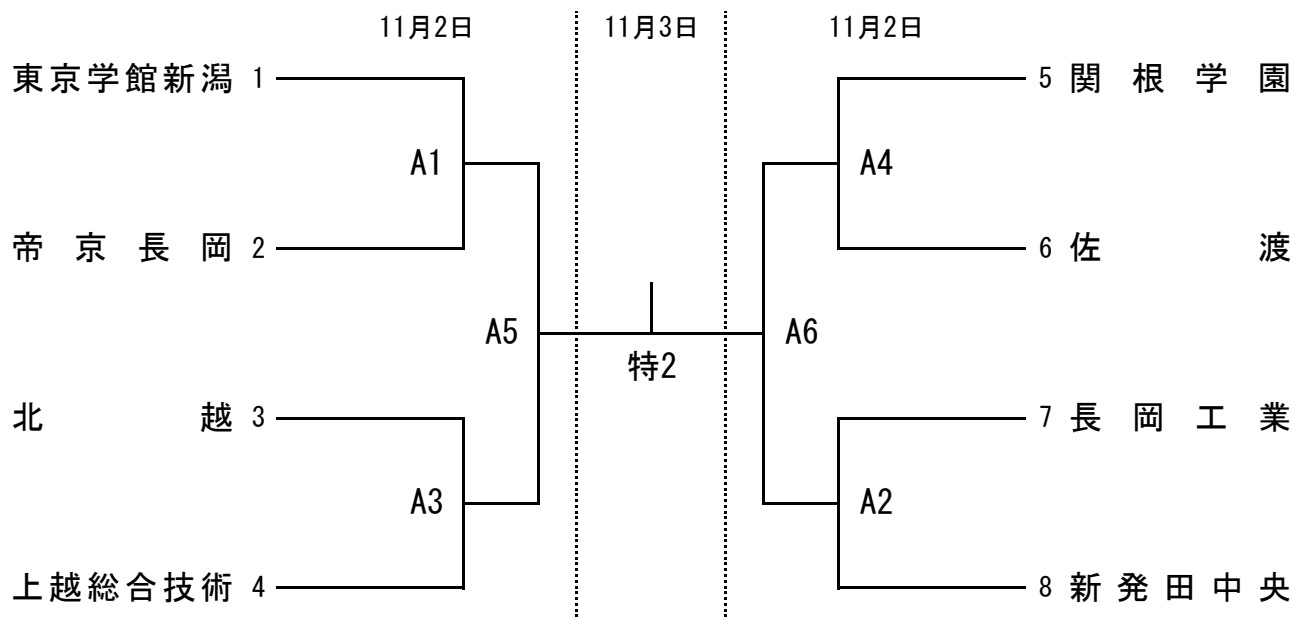 11月2日 11月3日 11月2日
東京学館新潟 1 5 関根学園
A1 A4
帝京長岡 2 6 佐渡
A5 A6
特2
北越 3 7 長岡工業
A3 A2
上越総合技術 4 8 新発田中央